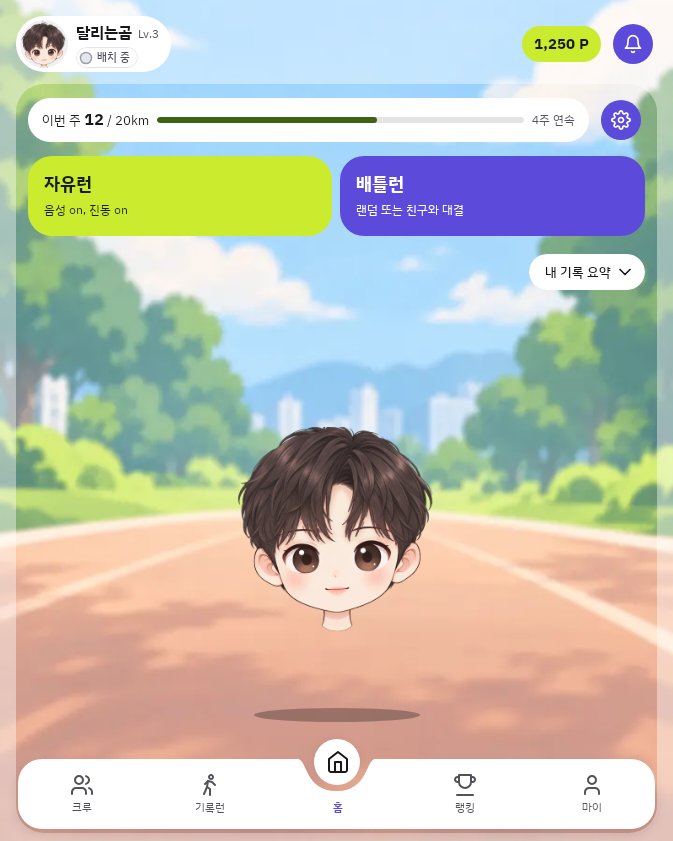 달리는곰 Lv.3
배치 중
1,250 P
이번 주 12 / 20km
4주 연속
자유런
음성 on, 진동 on
배틀런
랜덤 또는 친구와 대결
내 기록 요약
크루
기록런
홈
랭킹
마이